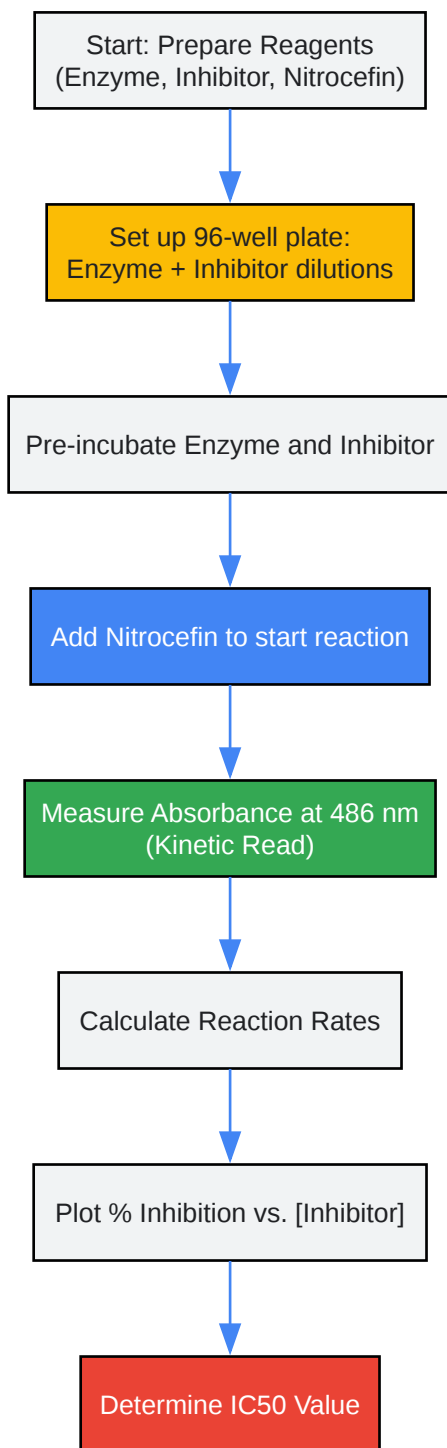 Start: Prepare Reagents
(Enzyme, Inhibitor, Nitrocefin)
Set up 96-well plate:
Enzyme + Inhibitor dilutions
Pre-incubate Enzyme and Inhibitor
Add Nitrocefin to start reaction
Measure Absorbance at 486 nm
(Kinetic Read)
Calculate Reaction Rates
Plot % Inhibition vs. [Inhibitor]
Determine IC50 Value